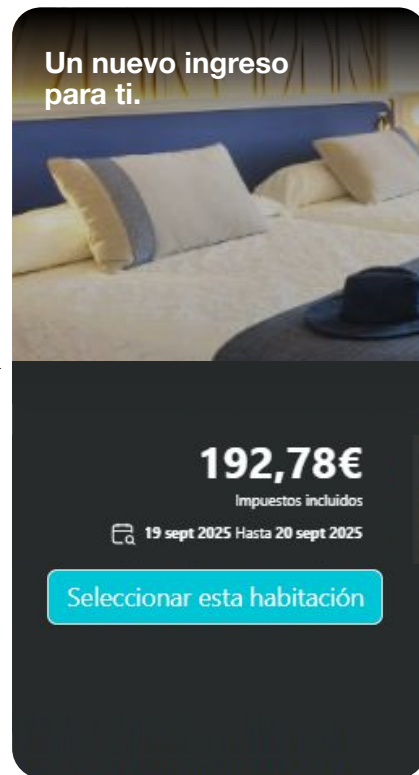 Un nuevo ingreso
para ti.
192,78€
Impuestos incluidos
19 sept 2025 Hasta 20 sept 2025
Seleccionar esta habitación